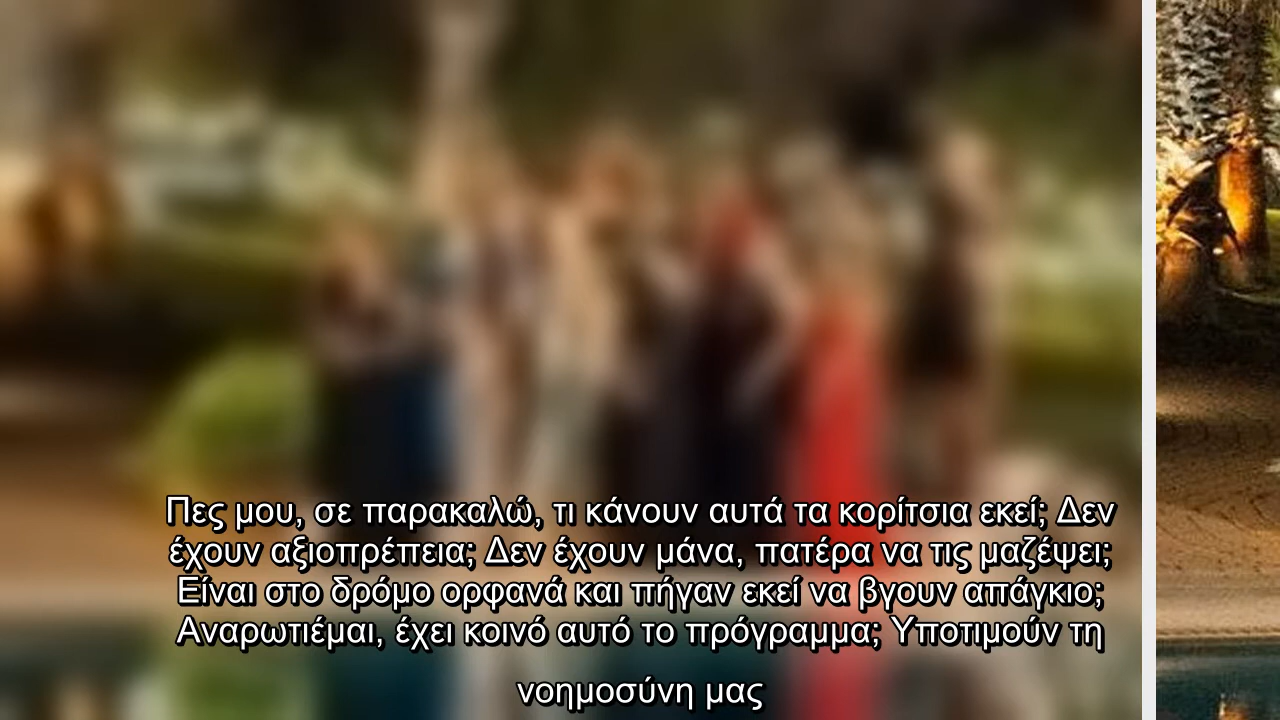 Πες μου, σε παρακαλώ, τι κάνουν αυτά τα κορίτσια εκεί; Δεν
έχουν αξιοπρέπεια; Δεν έχουν μάνα, πατέρα να τις μαζέψει;
Είναι στο δρόμο ορφανά και πήγαν εκεί να βγουν απάγκιο;
Αναρωτιέμαι, έχει κοινό αυτό το πρόγραμμα; Υποτιμούν τη
νοημοσύνη μας